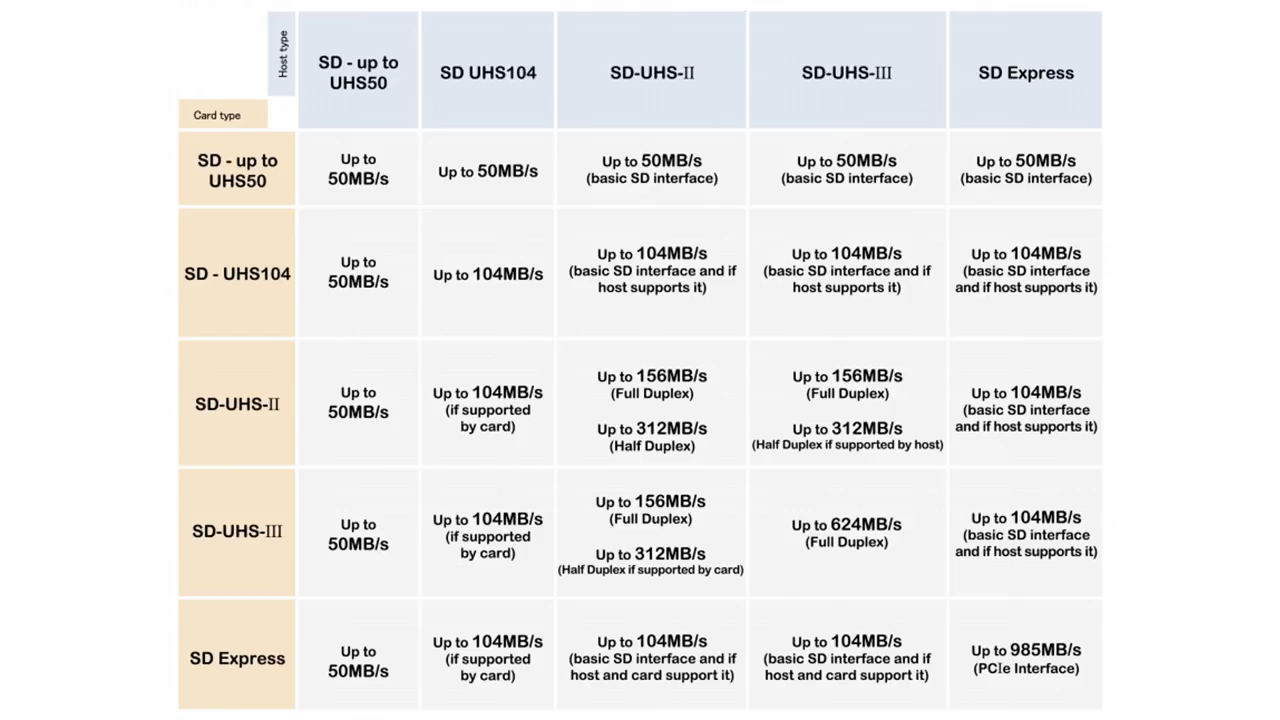 Host type
SD - up to
UHS50
SD UHS104
SD-UHS-II
SD-UHS-III
SD Express
Card type
SD - up to
UHS50
Up to
50MB/s
Up to 50MB/s
Up to 50MB/s
(basic SD interface)
Up to 50MB/s
(basic SD interface)
Up to 50MB/s
(basic SD interface)
SD - UHS104
Up to
50MB/s
Up to 104MB/s
Up to 104MB/s
(basic SD interface and if
host supports it)
Up to 104MB/s
(basic SD interface and if
host supports it)
Up to 104MB/s
(basic SD interface
and if host supports it)
SD-UHS-II
Up to
50MB/s
Up to 104MB/s
(if supported
by card)
Up to 156MB/s
(Full Duplex)
Up to 312MB/s
(Half Duplex)
Up to 156MB/s
(Full Duplex)
Up to 312MB/s
(Half Duplex if supported by host)
Up to 104MB/s
(basic SD interface
and if host supports it)
SD-UHS-III
Up to
50MB/s
Up to 104MB/s
(if supported
by card)
Up to 156MB/s
(Full Duplex)
Up to 312MB/s
(Half Duplex if supported by card)
Up to 624MB/s
(Full Duplex)
Up to 104MB/s
(basic SD interface
and if host supports it)
SD Express
Up to
50MB/s
Up to 104MB/s
(if supported
by card)
Up to 104MB/s
(basic SD interface and if
host and card support it)
Up to 104MB/s
(basic SD interface and if
host and card support it)
Up to 985MB/s
(PCIe Interface)